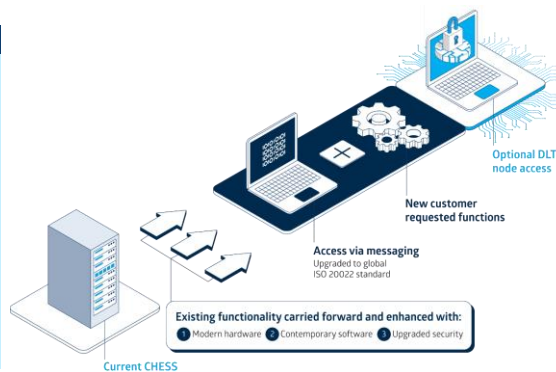 Optional DLT
node access
New customer
requested functions
Access via messaging
Upgraded to global
ISO 20022 standard
Existing functionality carried forward and enhanced with:
1 Modern hardware 2 Contemporary software 3 Upgraded security
Current CHESS